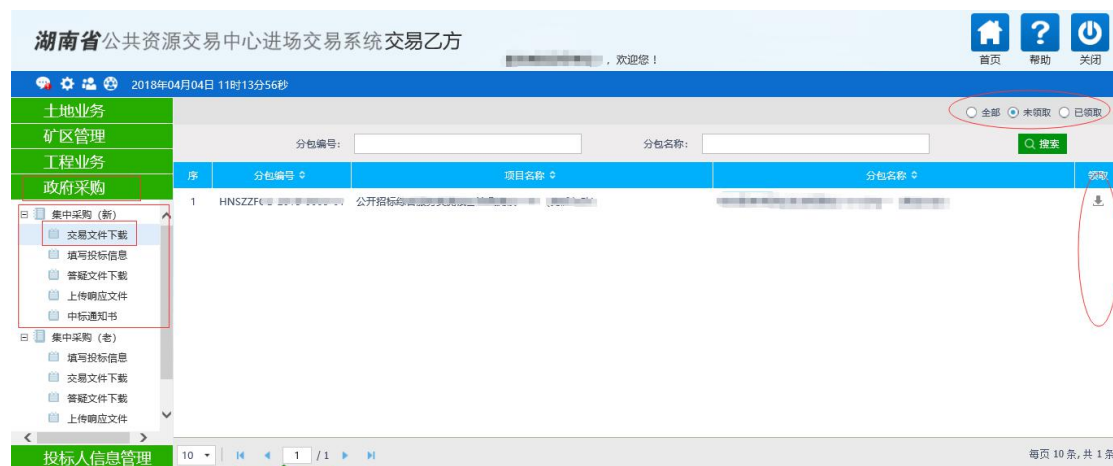 湖南省公共资源交易中心进场交易系统 交易乙方
，欢迎您！
首页 帮助 关闭
2018年04月04日 11时13分56秒
土地业务
矿区管理
工程业务
政府采购
集中采购（新）
交易文件下载
填写投标信息
答疑文件下载
上传响应文件
中标通知书
集中采购（老）
填写投标信息
交易文件下载
答疑文件下载
上传响应文件
投标人信息管理
全部 未领取 已领取
分包编号： 分包名称： 搜索
序 分包编号 项目名称 分包名称 领取
1 HNSZZF 公开招标
10 1 / 1 每页 10 条, 共 1 条